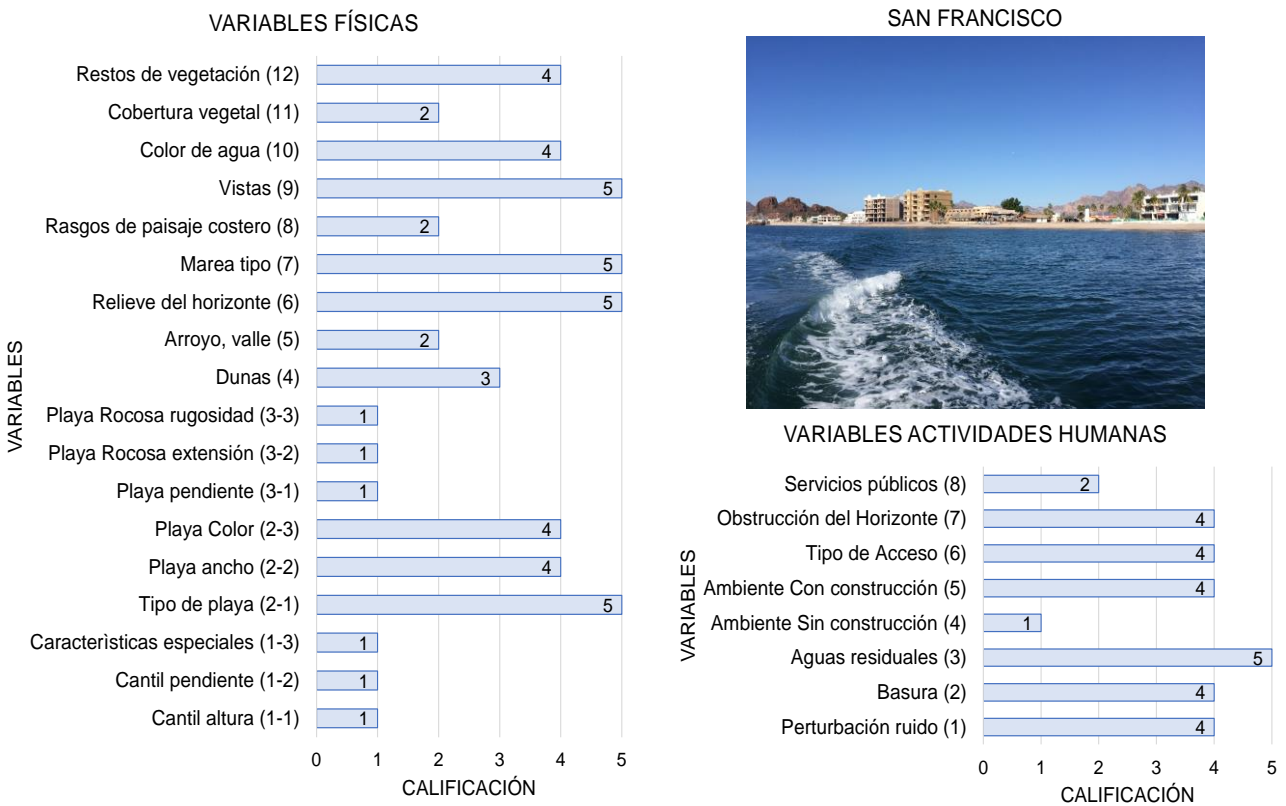 VARIABLES FÍSICAS
VARIABLES
Restos de vegetación (12) 4
Cobertura vegetal (11) 2
Color de agua (10) 4
Vistas (9) 5
Rasgos de paisaje costero (8) 2
Marea tipo (7) 5
Relieve del horizonte (6) 5
Arroyo, valle (5) 2
Dunas (4) 3
Playa Rocosa rugosidad (3-3) 1
Playa Rocosa extensión (3-2) 1
Playa pendiente (3-1) 1
Playa Color (2-3) 4
Playa ancho (2-2) 4
Tipo de playa (2-1) 5
Caracterìsticas especiales (1-3) 1
Cantil pendiente (1-2) 1
Cantil altura (1-1) 1
0 1 2 3 4 5
CALIFICACIÓN
SAN FRANCISCO
VARIABLES ACTIVIDADES HUMANAS
VARIABLES
Servicios públicos (8) 2
Obstrucción del Horizonte (7) 4
Tipo de Acceso (6) 4
Ambiente Con construcción (5) 4
Ambiente Sin construcción (4) 1
Aguas residuales (3) 5
Basura (2) 4
Perturbación ruido (1) 4
0 1 2 3 4 5
CALIFICACIÓN